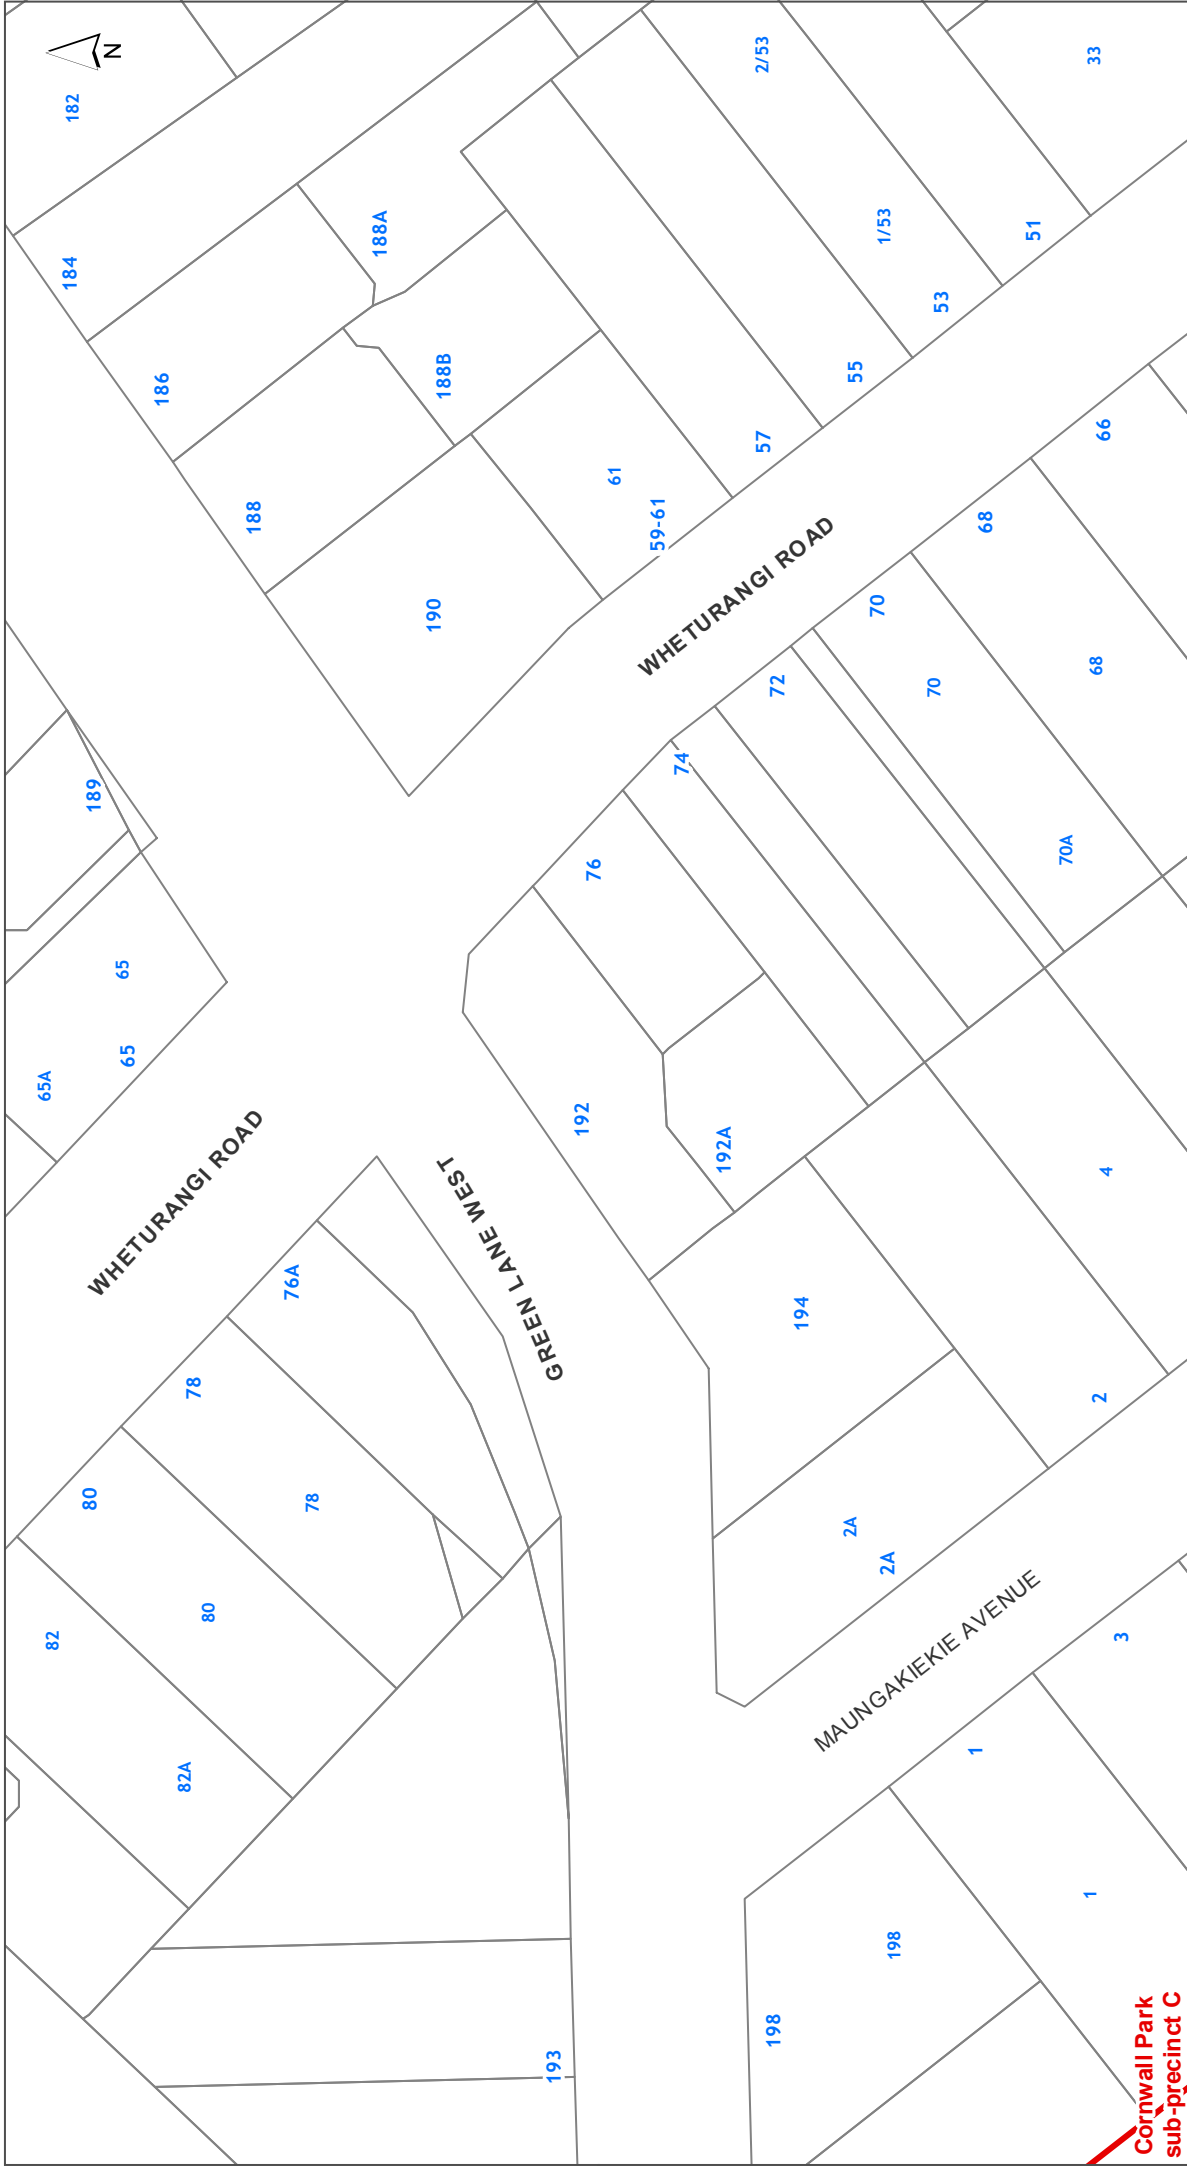 N
182
184
186
188
188A
188B
190
2/53
1/53
33
51
53
55
57
61
59-61
WHETURANGI ROAD
66
68
68
70
70
70A
72
74
76
189
65
65
65A
192
192A
WHETURANGI ROAD
GREEN LANE WEST
76A
78
78
80
80
82
82A
194
4
2
2A
2A
MAUNGAKIEKIE AVENUE
3
1
1
198
198
193
Cornwall Park
sub-precinct C